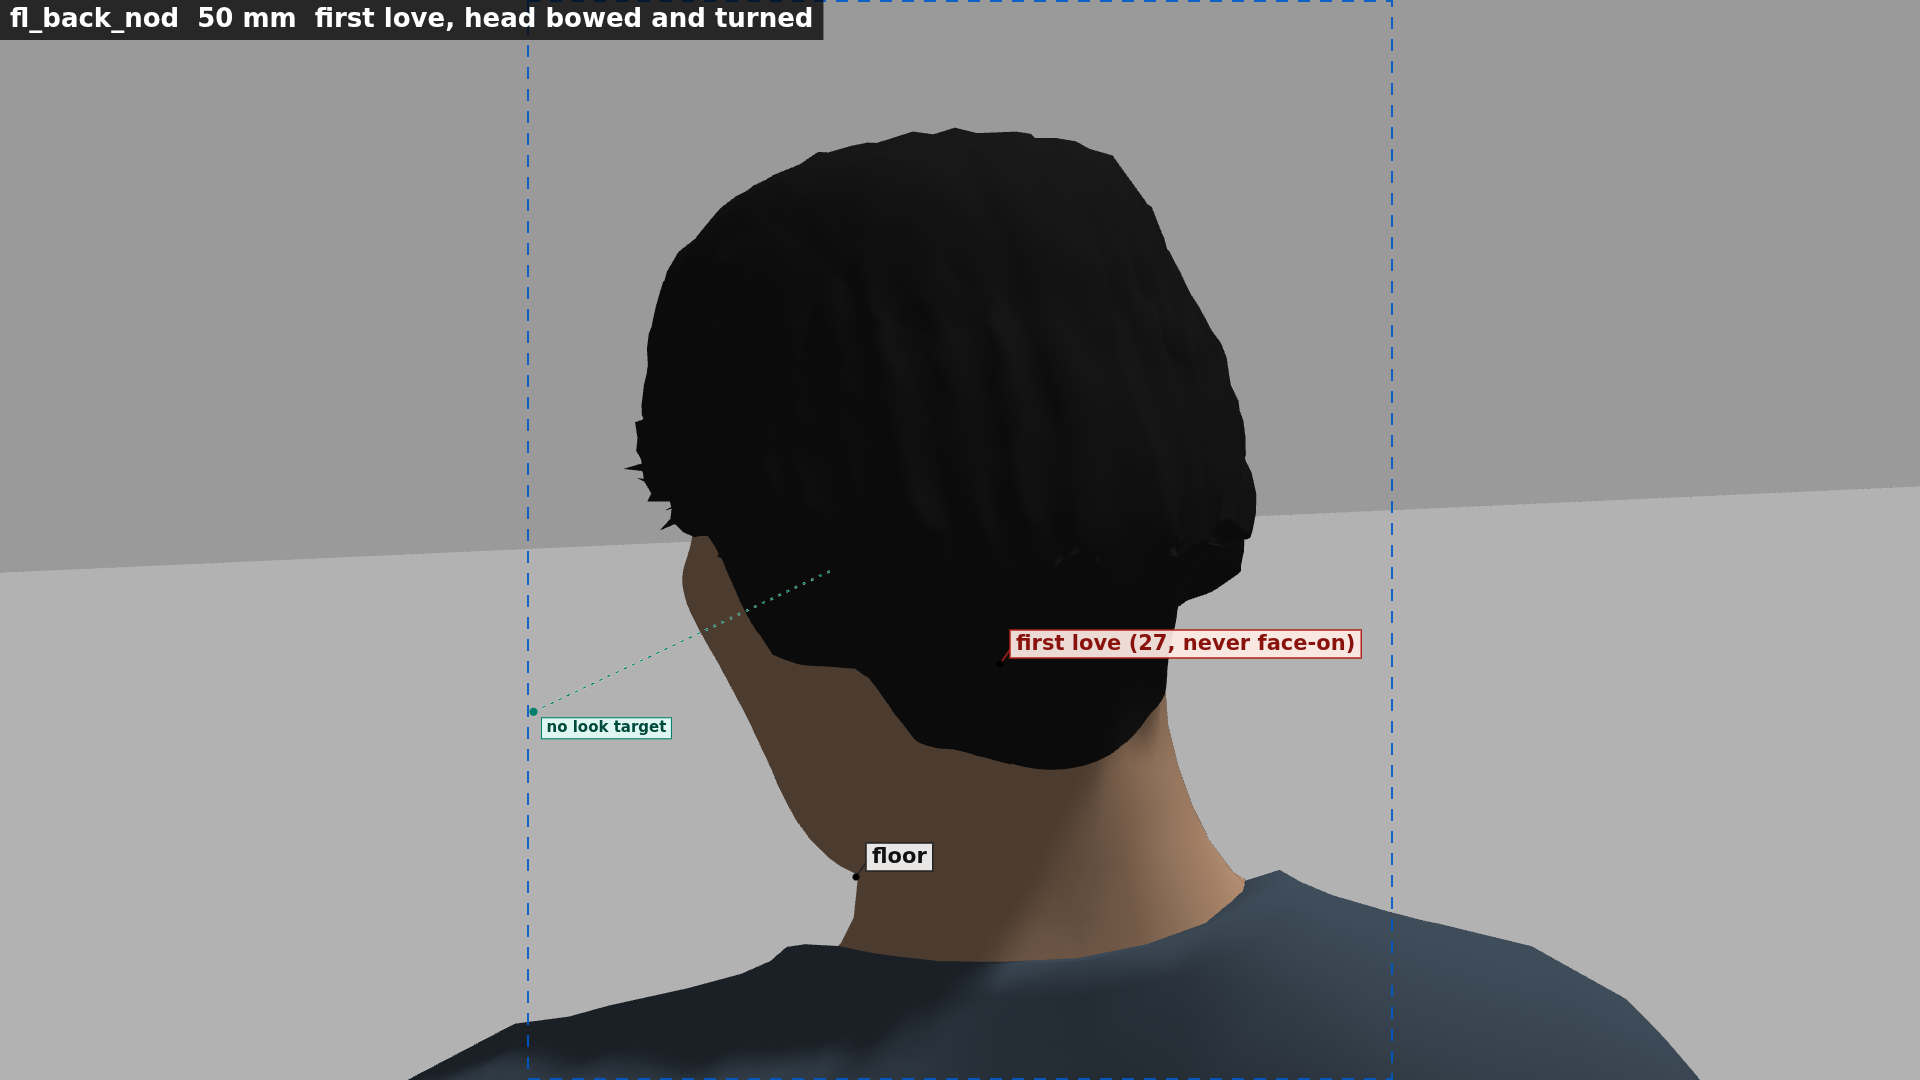 fl_back_nod  50 mm  first love, head bowed and turned
first love (27, never face-on)
no look target
floor